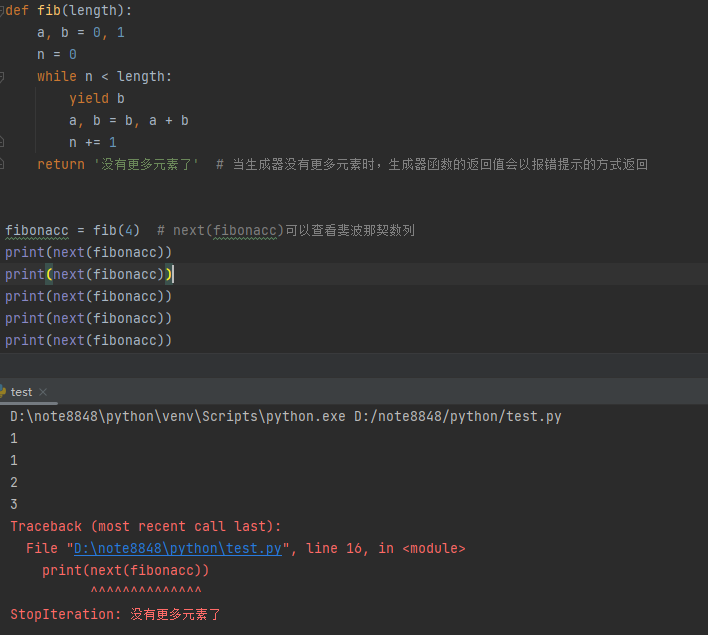 def fib(length):
    a, b = 0, 1
    n = 0
    while n < length:
        yield b
        a, b = b, a + b
        n += 1
    return '没有更多元素了'  # 当生成器没有更多元素时，生成器函数的返回值会以报错提示的方式返回
fibonacc = fib(4)  # next(fibonacc)可以查看斐波那契数列
print(next(fibonacc))
print(next(fibonacc))
print(next(fibonacc))
print(next(fibonacc))
print(next(fibonacc))
test
D:\note8848\python\venv\Scripts\python.exe D:/note8848/python/test.py
1
1
2
3
Traceback (most recent call last):
  File "D:\note8848\python\test.py", line 16, in <module>
    print(next(fibonacc))
          ^^^^^^^^^^^^^^
StopIteration: 没有更多元素了